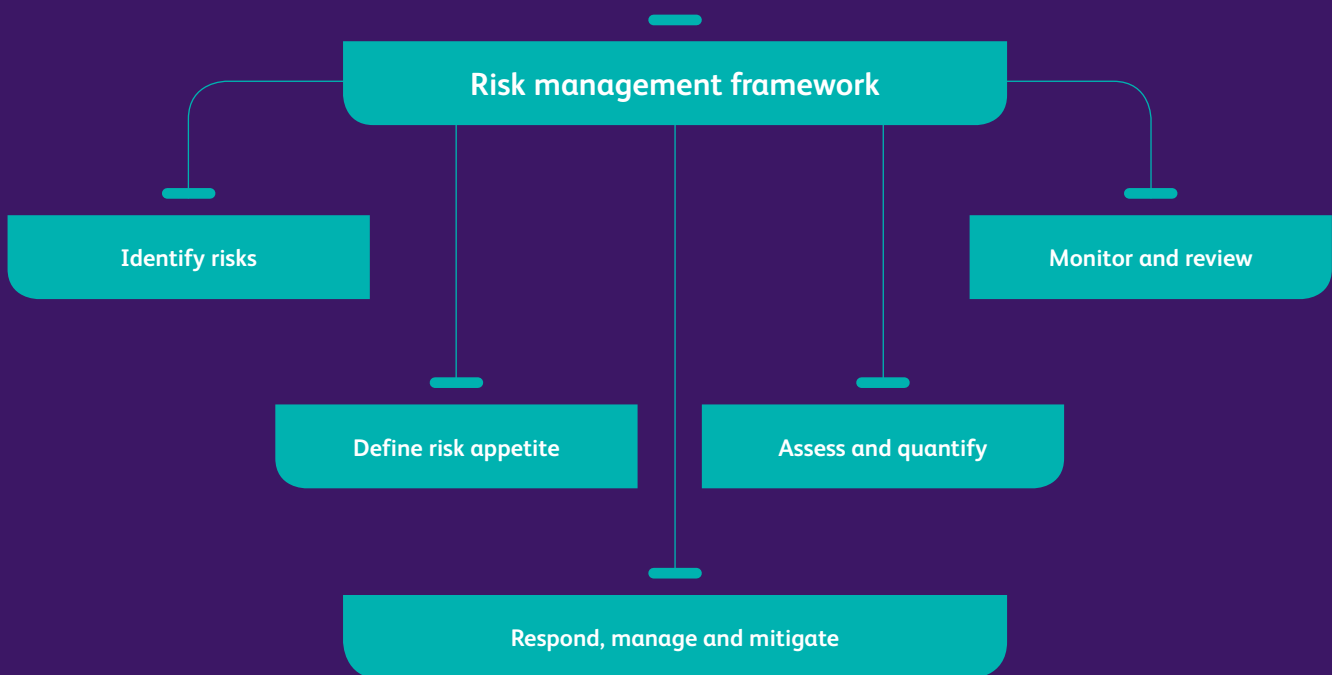 Risk management framework
Identify risks
Monitor and review
Define risk appetite
Assess and quantify
Respond, manage and mitigate